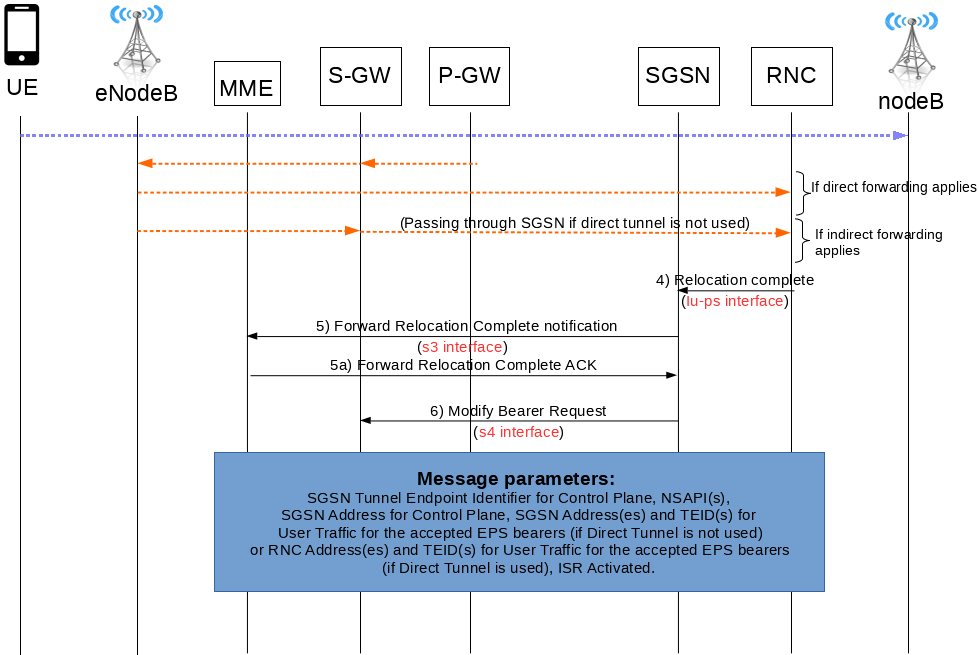 UE
eNodeB
MME
S-GW
P-GW
SGSN
RNC
nodeB
If direct forwarding applies
(Passing through SGSN if direct tunnel is not used)
If indirect forwarding
applies
4) Relocation complete
(Iu-ps interface)
5) Forward Relocation Complete notification
(s3 interface)
5a) Forward Relocation Complete ACK
6) Modify Bearer Request
(s4 interface)
Message parameters:
SGSN Tunnel Endpoint Identifier for Control Plane, NSAPI(s),
SGSN Address for Control Plane, SGSN Address(es) and TEID(s) for
User Traffic for the accepted EPS bearers (if Direct Tunnel is not used)
or RNC Address(es) and TEID(s) for User Traffic for the accepted EPS bearers
(if Direct Tunnel is used), ISR Activated.